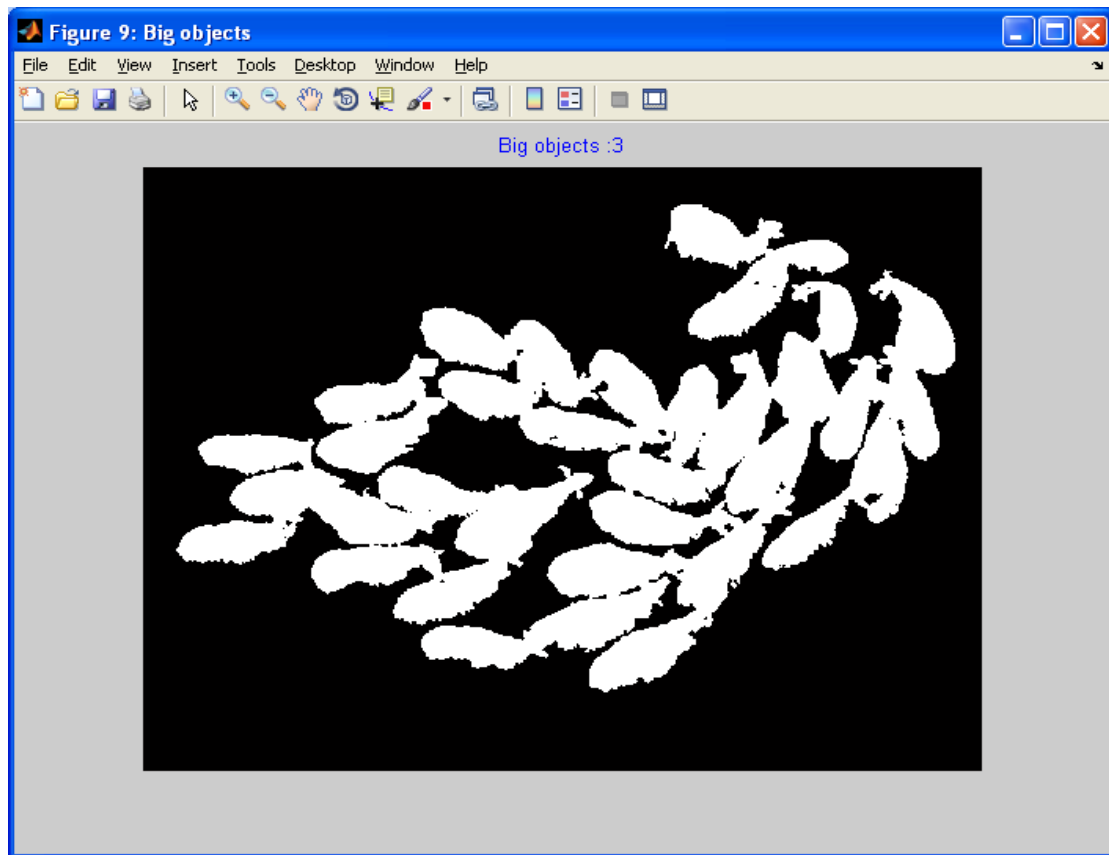 Figure 9: Big objects
File Edit View Insert Tools Desktop Window Help
Big objects :3